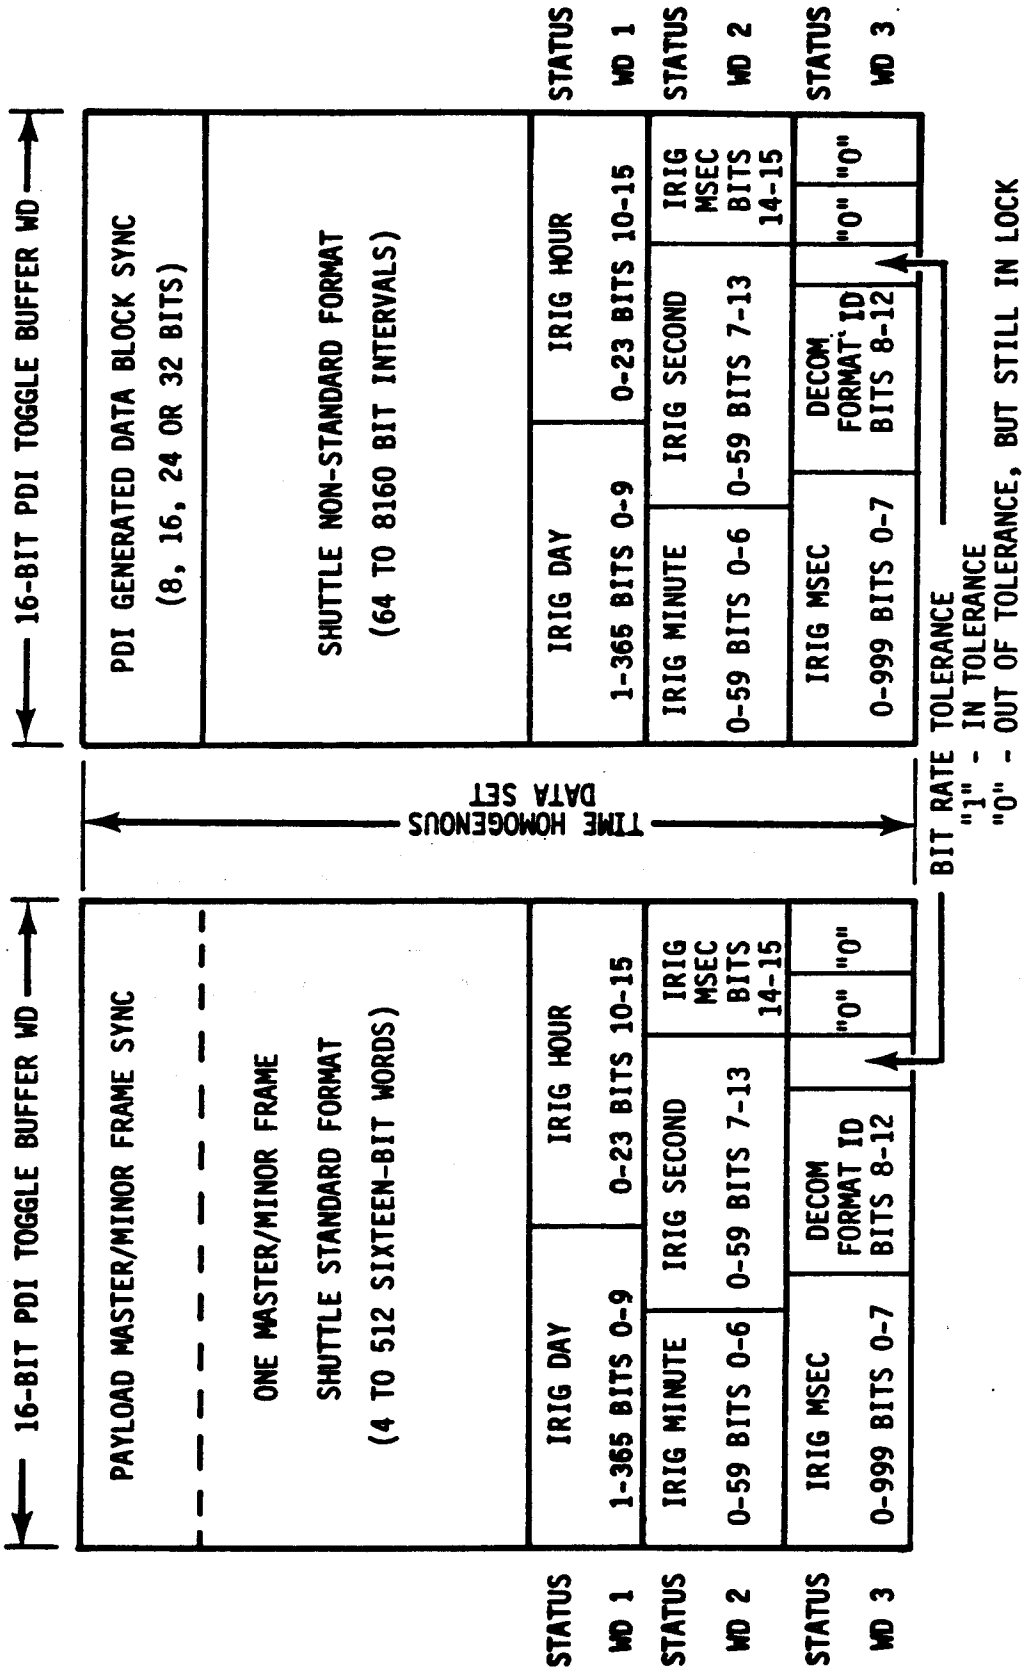 16-BIT PDI TOGGLE BUFFER WD
PAYLOAD MASTER/MINOR FRAME SYNC
ONE MASTER/MINOR FRAME
SHUTTLE STANDARD FORMAT
(4 TO 512 SIXTEEN-BIT WORDS)
STATUS
WD 1
IRIG DAY
1-365 BITS 0-9
IRIG HOUR
0-23 BITS 10-15
STATUS
WD 2
IRIG MINUTE
0-59 BITS 0-6
IRIG SECOND
0-59 BITS 7-13
IRIG
MSEC
BITS
14-15
STATUS
WD 3
IRIG MSEC
0-999 BITS 0-7
DECOM
FORMAT ID
BITS 8-12
"0"
"0"
TIME HOMOGENOUS
DATA SET
16-BIT PDI TOGGLE BUFFER WD
PDI GENERATED DATA BLOCK SYNC
(8, 16, 24 OR 32 BITS)
SHUTTLE NON-STANDARD FORMAT
(64 TO 8160 BIT INTERVALS)
IRIG DAY
1-365 BITS 0-9
IRIG HOUR
0-23 BITS 10-15
STATUS
WD 1
IRIG MINUTE
0-59 BITS 0-6
IRIG SECOND
0-59 BITS 7-13
IRIG
MSEC
BITS
14-15
STATUS
WD 2
IRIG MSEC
0-999 BITS 0-7
DECOM
FORMAT ID
BITS 8-12
"0"
"0"
STATUS
WD 3
BIT RATE TOLERANCE
"1" - IN TOLERANCE
"0" - OUT OF TOLERANCE, BUT STILL IN LOCK